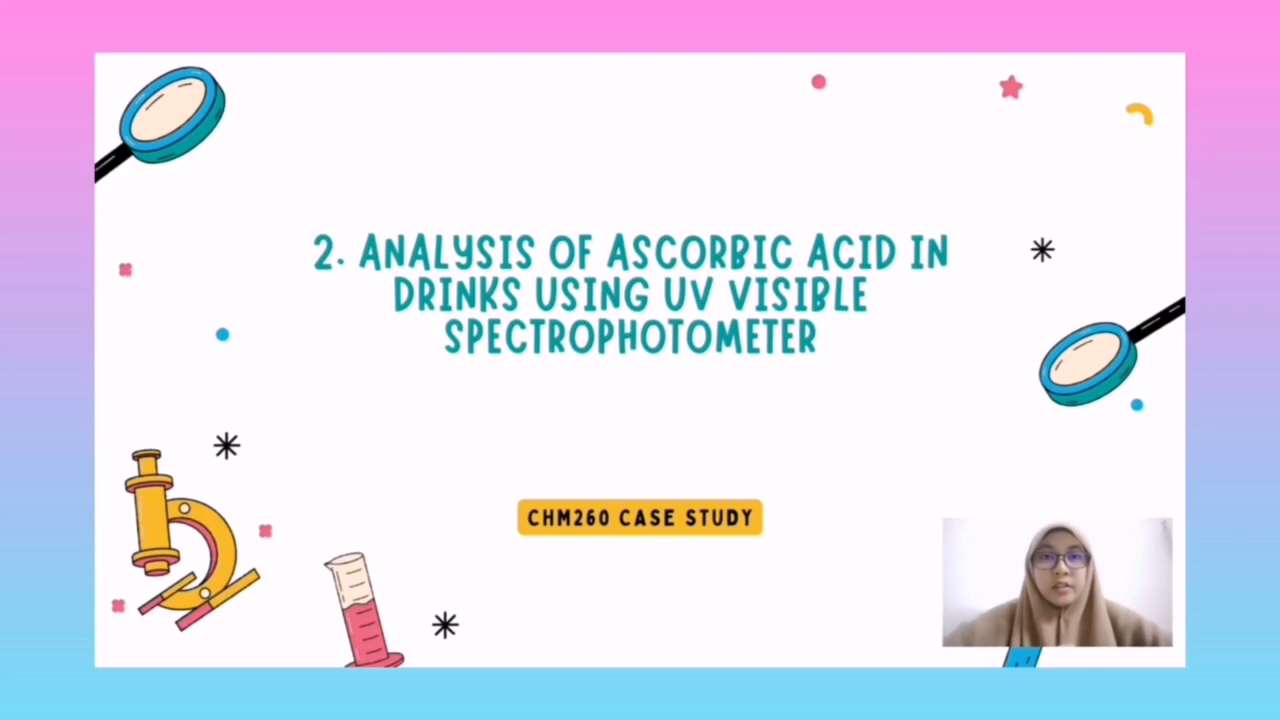 2. ANALYSIS OF ASCORBIC ACID IN
DRINKS USING UV VISIBLE
SPECTROPHOTOMETER
CHM260 CASE STUDY